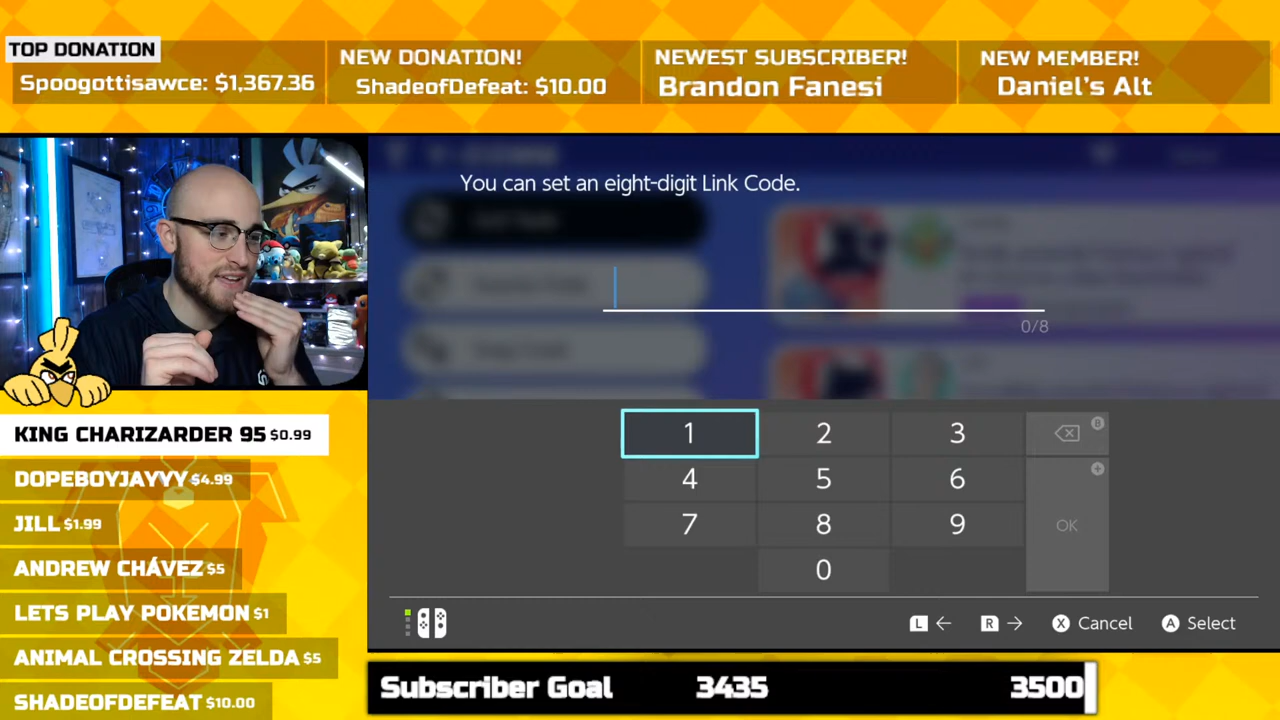 TOP DONATION
Spoogottisawce: $1,367.36
NEW DONATION!
ShadeofDefeat: $10.00
NEWEST SUBSCRIBER!
Brandon Fanesi
NEW MEMBER!
Daniel's Alt
You can set an eight-digit Link Code.
0/8
1 2 3
B
4 5 6
7 8 9
OK
0
L ← R → X Cancel A Select
KING CHARIZARDER 95 $0.99
DOPEBOYJAYYY $4.99
JILL $1.99
ANDREW CHÁVEZ $5
LETS PLAY POKEMON $1
ANIMAL CROSSING ZELDA $5
SHADEOFDEFEAT $10.00
Subscriber Goal 3435 3500